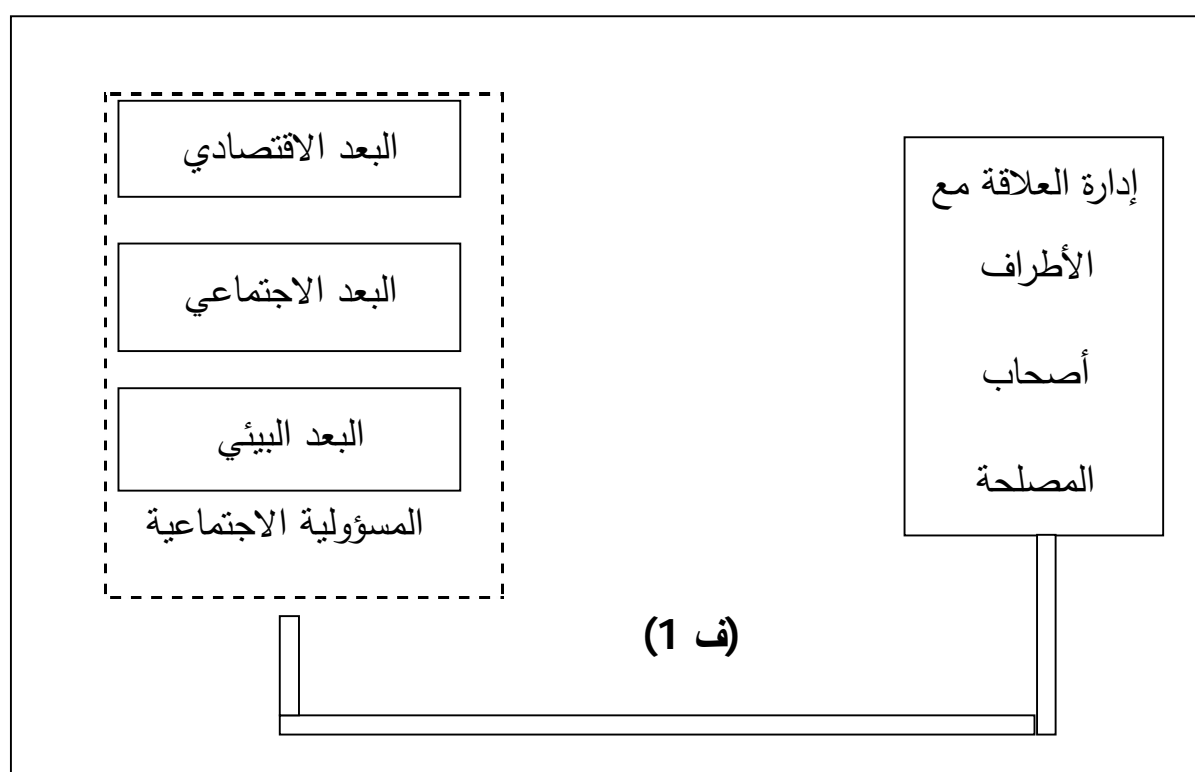 إدارة العلاقة مع
الأطراف
أصحاب
المصلحة
البعد الاقتصادي
البعد الاجتماعي
البعد البيئي
المسؤولية الاجتماعية
(ف 1)